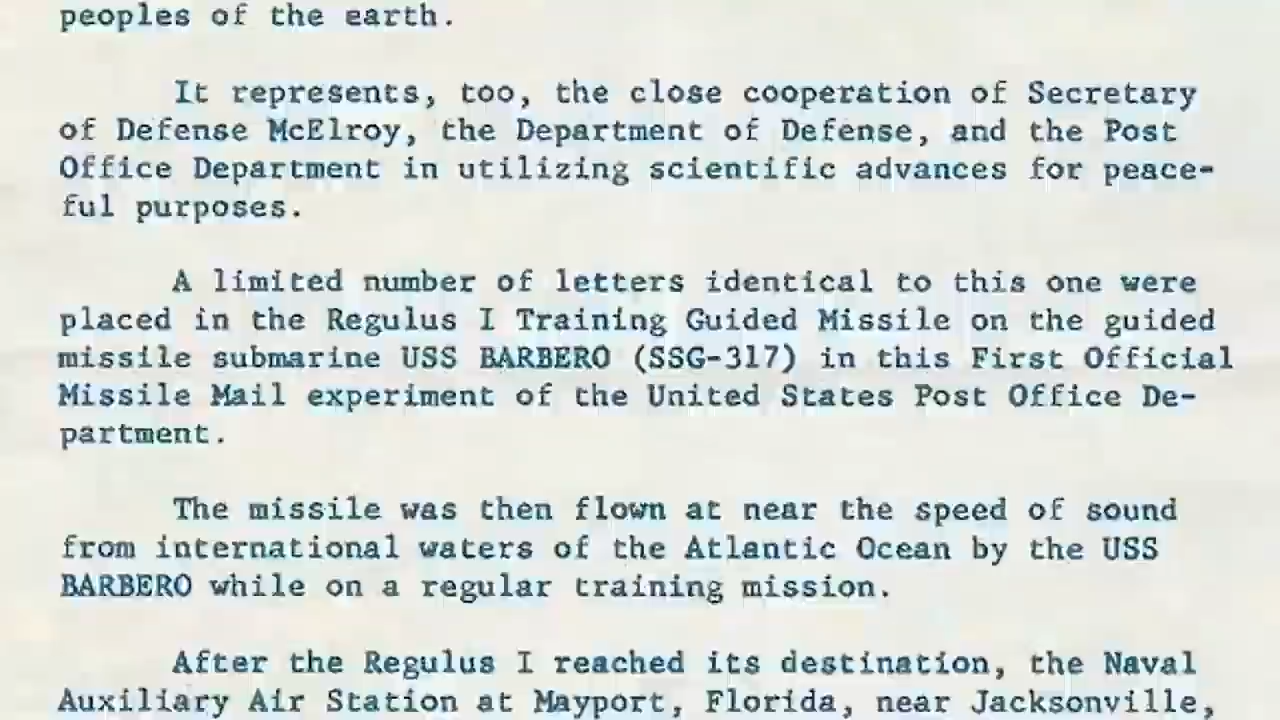 peoples of the earth.
It represents, too, the close cooperation of Secretary
of Defense McElroy, the Department of Defense, and the Post
Office Department in utilizing scientific advances for peace-
ful purposes.
A limited number of letters identical to this one were
placed in the Regulus I Training Guided Missile on the guided
missile submarine USS BARBERO (SSG-317) in this First Official
Missile Mail experiment of the United States Post Office De-
partment.
The missile was then flown at near the speed of sound
from international waters of the Atlantic Ocean by the USS
BARBERO while on a regular training mission.
After the Regulus I reached its destination, the Naval
Auxiliary Air Station at Mayport, Florida, near Jacksonville,